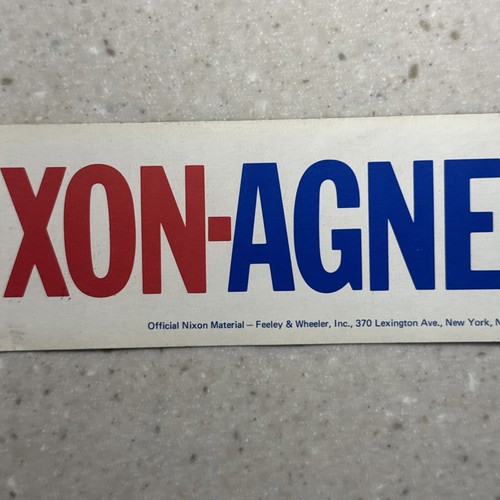 XON-AGNE
Official Nixon Material — Feeley & Wheeler, Inc., 370 Lexington Ave., New York, N